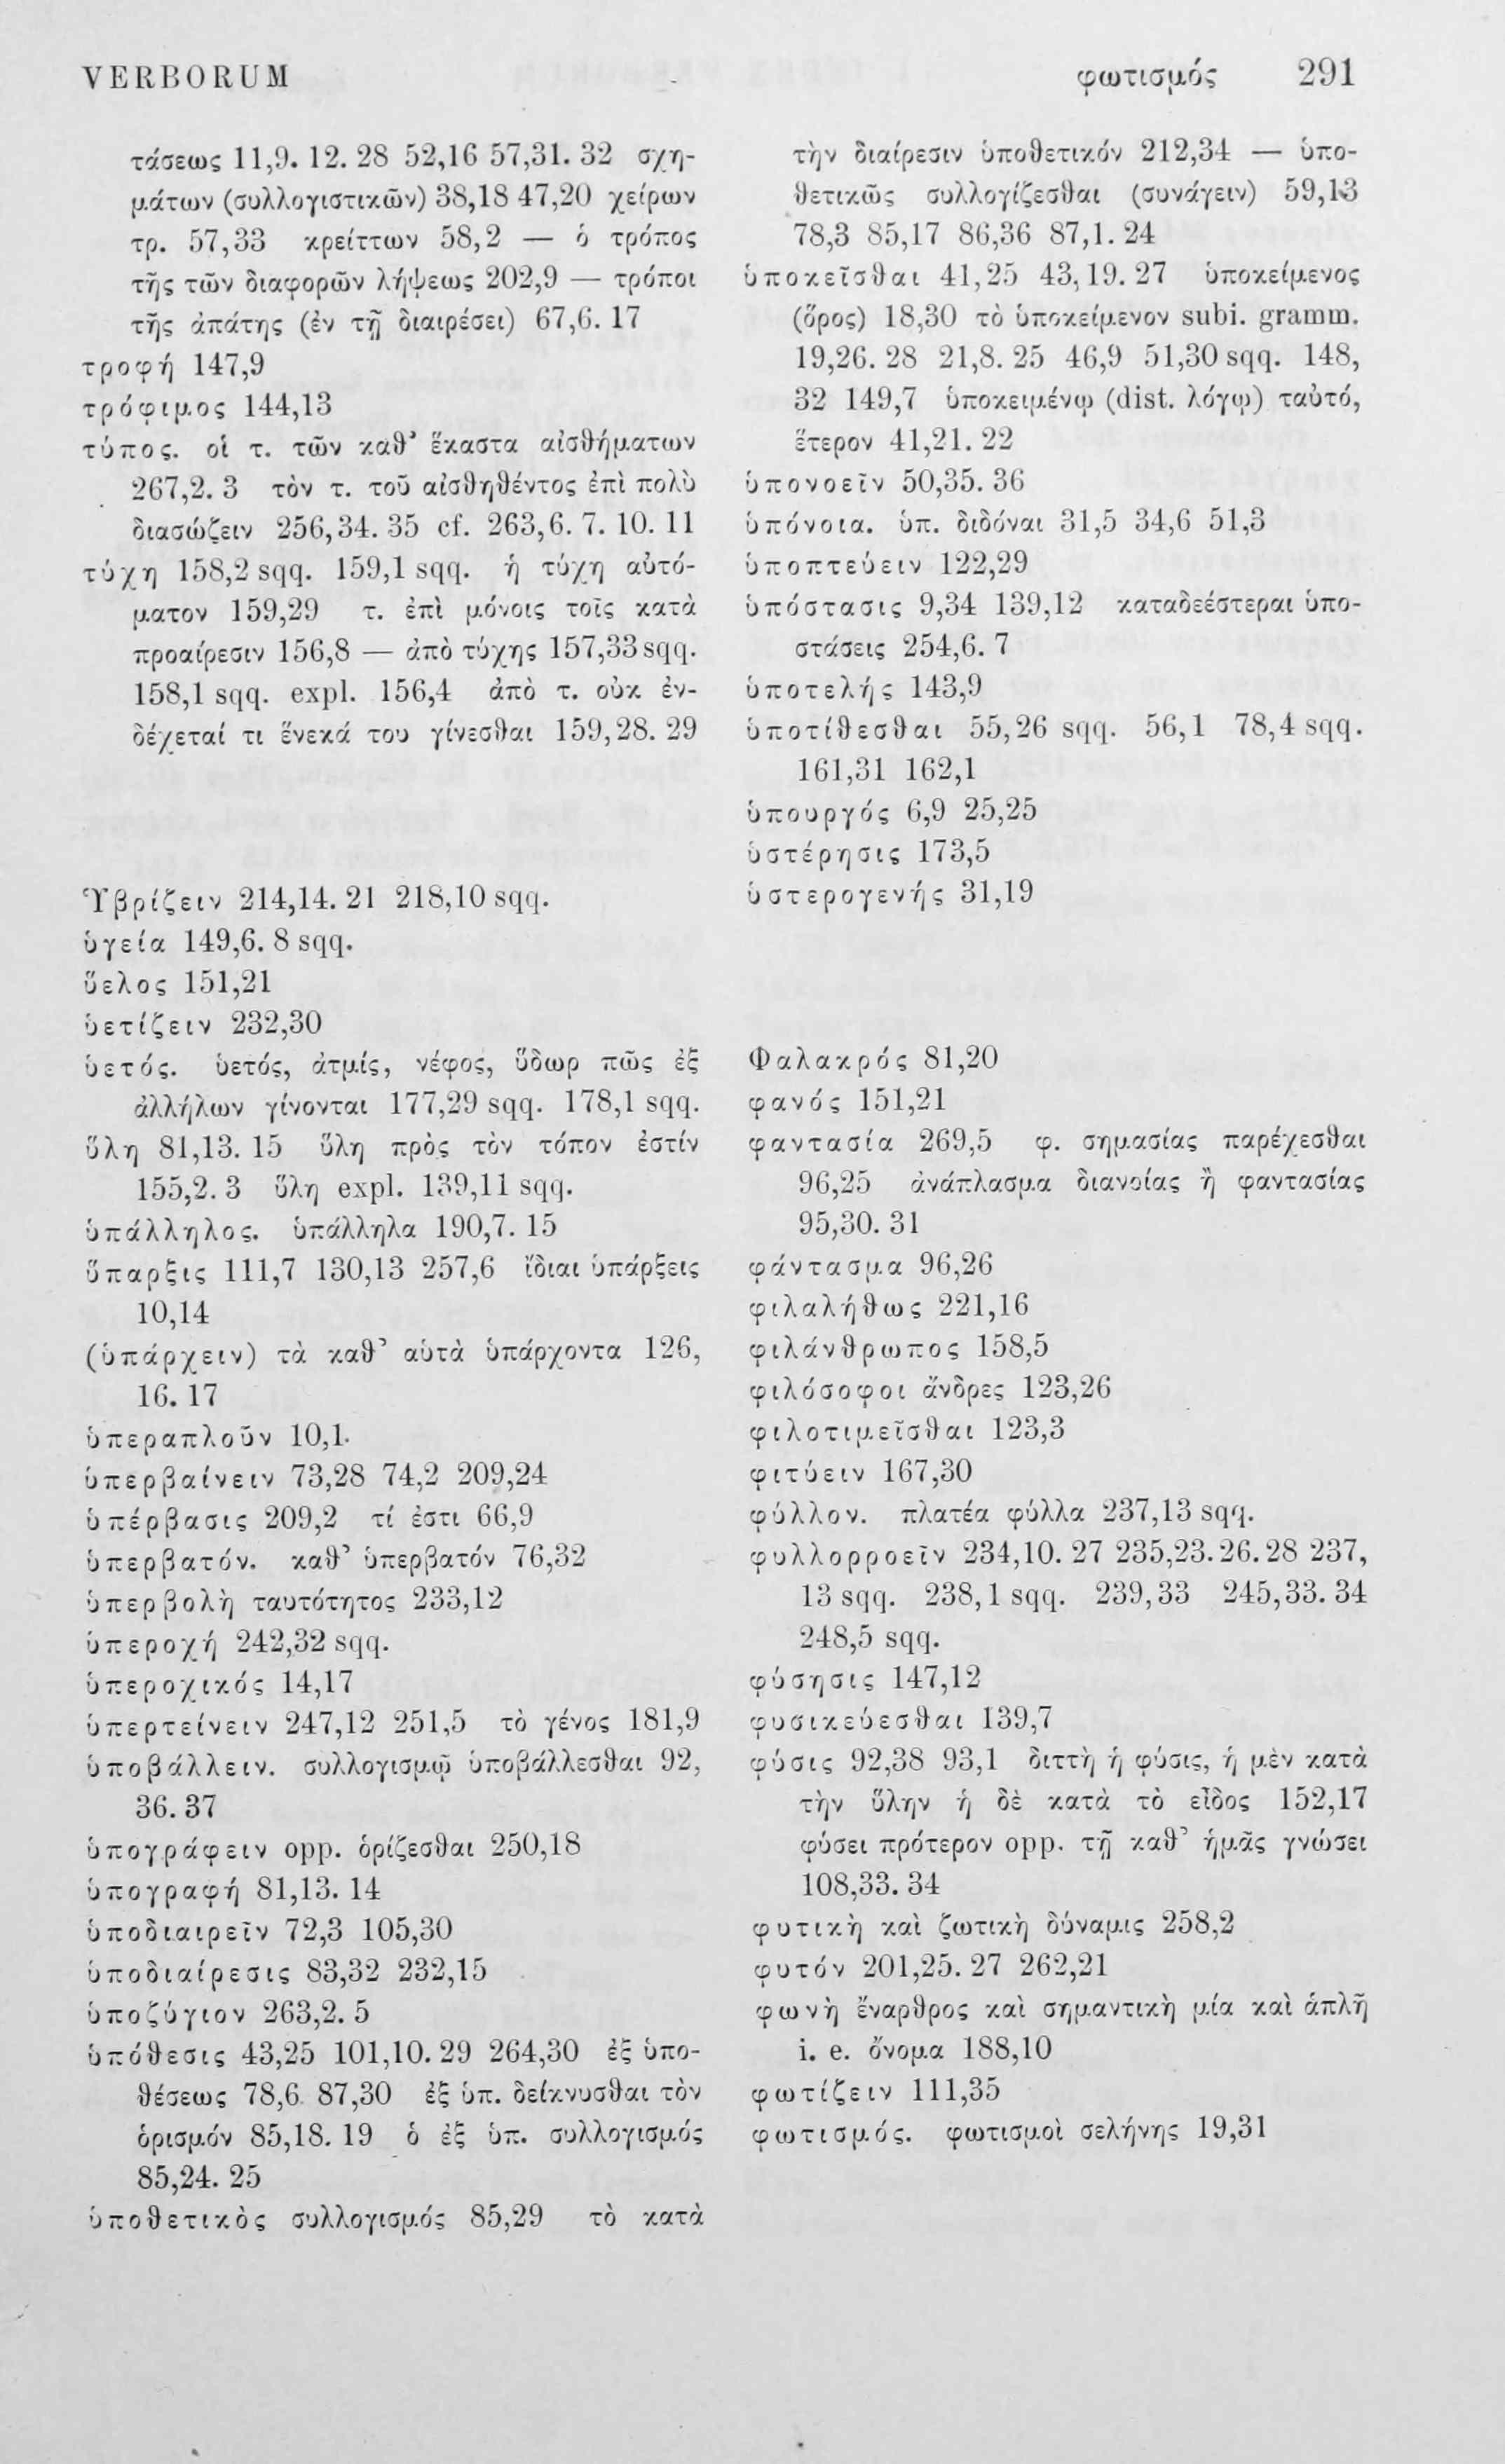 VERBORUM φωτισμός 291
τάσεως 11,9. 12. 28 52,16 57,31. 32 σχη-
μάτων (συλλογιστικῶν) 38,18 47,20 χείρων
τρ. 57,33 κρείττων 58,2 — ὁ τρόπος
τῆς τῶν διαφορῶν λήψεως 202,9 — τρόποι
τῆς ἀπάτης (ἐν τῇ διαιρέσει) 67,6. 17
τροφή 147,9
τρόφιμος 144,13
τύπος. οἱ τ. τῶν καθ’ ἕκαστα αἰσθήματων
267,2. 3 τὸν τ. τοῦ αἰσθηθέντος ἐπὶ πολὺ
διασώζειν 256,34. 35 cf. 263,6. 7. 10. 11
τύχη 158,2 sqq. 159,1 sqq. ἡ τύχη αὐτό-
ματον 159,29 τ. ἐπὶ μόνοις τοῖς κατὰ
προαίρεσιν 156,8 — ἀπὸ τύχης 157,33 sqq.
158,1 sqq. expl. 156,4 ἀπὸ τ. οὐκ ἐν-
δέχεταί τι ἕνεκά του γίνεσθαι 159,28. 29
Ὑβρίζειν 214,14. 21 218,10 sqq.
ὑγεία 149,6. 8 sqq.
ὕελος 151,21
ὑετίζειν 232,30
ὑετός. ὑετός, ἀτμίς, νέφος, ὕδωρ πῶς ἐξ
ἀλλήλων γίνονται 177,29 sqq. 178,1 sqq.
ὕλη 81,13. 15 ὕλη πρὸς τὸν τόπον ἐστίν
155,2. 3 ὕλη expl. 139,11 sqq.
ὑπάλληλος. ὑπάλληλα 190,7. 15
ὕπαρξις 111,7 130,13 257,6 ἴδιαι ὑπάρξεις
10,14
(ὑπάρχειν) τὰ καθ’ αὑτὰ ὑπάρχοντα 126,
16. 17
ὑπεραπλοῦν 10,1.
ὑπερβαίνειν 73,28 74,2 209,24
ὑπέρβασις 209,2 τί ἐστι 66,9
ὑπερβατόν. καθ’ ὑπερβατόν 76,32
ὑπερβολὴ ταυτότητος 233,12
ὑπεροχή 242,32 sqq.
ὑπεροχικός 14,17
ὑπερτείνειν 247,12 251,5 τὸ γένος 181,9
ὑποβάλλειν. συλλογισμῷ ὑποβάλλεσθαι 92,
36. 37
ὑπογράφειν opp. ὁρίζεσθαι 250,18
ὑπογραφή 81,13. 14
ὑποδιαιρεῖν 72,3 105,30
ὑποδιαίρεσις 83,32 232,15
ὑποζύγιον 263,2. 5
ὑπόθεσις 43,25 101,10. 29 264,30 ἐξ ὑπο-
θέσεως 78,6 87,30 ἐξ ὑπ. δείκνυσθαι τὸν
ὁρισμόν 85,18. 19 ὁ ἐξ ὑπ. συλλογισμός
85,24. 25
ὑποθετικὸς συλλογισμός 85,29 τὸ κατὰ
τὴν διαίρεσιν ὑποθετικόν 212,34 — ὑπο-
θετικῶς συλλογίζεσθαι (συνάγειν) 59,13
78,3 85,17 86,36 87,1. 24
ὑποκεῖσθαι 41,25 43,19. 27 ὑποκείμενος
(ὅρος) 18,30 τὸ ὑποκείμενον subi. gramm.
19,26. 28 21,8. 25 46,9 51,30 sqq. 148,
32 149,7 ὑποκειμένῳ (dist. λόγῳ) ταὐτό,
ἕτερον 41,21. 22
ὑπονοεῖν 50,35. 36
ὑπόνοια. ὑπ. διδόναι 31,5 34,6 51,3
ὑποπτεύειν 122,29
ὑπόστασις 9,34 139,12 καταδεέστεραι ὑπο-
στάσεις 254,6. 7
ὑποτελής 143,9
ὑποτίθεσθαι 55,26 sqq. 56,1 78,4 sqq.
161,31 162,1
ὑπουργός 6,9 25,25
ὑστέρησις 173,5
ὑστερογενής 31,19
Φαλακρός 81,20
φανός 151,21
φαντασία 269,5 φ. σημασίας παρέχεσθαι
96,25 ἀνάπλασμα διανοίας ἢ φαντασίας
95,30. 31
φάντασμα 96,26
φιλαλήθως 221,16
φιλάνθρωπος 158,5
φιλόσοφοι ἄνδρες 123,26
φιλοτιμεῖσθαι 123,3
φιτύειν 167,30
φύλλον. πλατέα φύλλα 237,13 sqq.
φυλλορροεῖν 234,10. 27 235,23. 26. 28 237,
13 sqq. 238,1 sqq. 239,33 245,33. 34
248,5 sqq.
φύσησις 147,12
φυσικεύεσθαι 139,7
φύσις 92,38 93,1 διττὴ ἡ φύσις, ἡ μὲν κατὰ
τὴν ὕλην ἡ δὲ κατὰ τὸ εἶδος 152,17
φύσει πρότερον opp. τῇ καθ’ ἡμᾶς γνώσει
108,33. 34
φυτικὴ καὶ ζωτικὴ δύναμις 258,2
φυτόν 201,25. 27 262,21
φωνὴ ἔναρθρος καὶ σημαντικὴ μία καὶ ἁπλῆ
i. e. ὄνομα 188,10
φωτίζειν 111,35
φωτισμός. φωτισμοὶ σελήνης 19,31